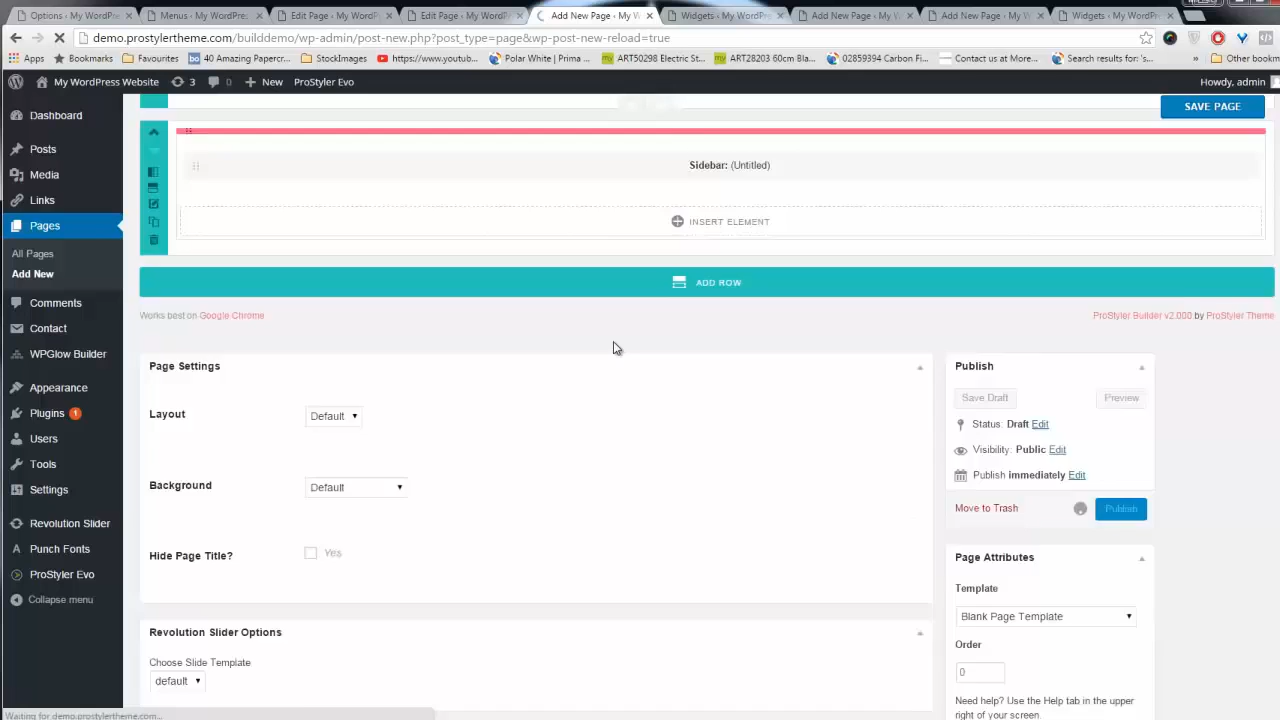 Options ‹ My WordPre
Menus ‹ My WordPres
Edit Page ‹ My WordPr
Edit Page ‹ My WordPr
Add New Page ‹ My W
Widgets ‹ My WordPre
Add New Page ‹ My W
Add New Page ‹ My W
Widgets ‹ My WordPre
demo.prostylertheme.com/builddemo/wp-admin/post-new.php?post_type=page&wp-post-new-reload=true
Apps
Bookmarks
Favourites
bo 40 Amazing Papercr...
StockImages
https://www.youtub...
Polar White | Prima ...
my ART50298 Electric St...
my ART28203 60cm Bla...
02859394 Carbon Fi...
Contact us at More...
Search results for: 's...
»
Other bookm
My WordPress Website
3
0
New
ProStyler Evo
Howdy, admin
Dashboard
Posts
Media
Links
Pages
All Pages
Add New
Comments
Contact
WPGlow Builder
Appearance
Plugins 1
Users
Tools
Settings
Revolution Slider
Punch Fonts
ProStyler Evo
Collapse menu
SAVE PAGE
Sidebar: (Untitled)
INSERT ELEMENT
ADD ROW
Works best on Google Chrome
ProStyler Builder v2.000 by ProStyler Theme
Page Settings
Layout
Default
Background
Default
Hide Page Title?
Yes
Revolution Slider Options
Choose Slide Template
default
Publish
Save Draft
Preview
Status: Draft Edit
Visibility: Public Edit
Publish immediately Edit
Move to Trash
Publish
Page Attributes
Template
Blank Page Template
Order
0
Need help? Use the Help tab in the upper
right of your screen.
Waiting for demo.prostylertheme.com...